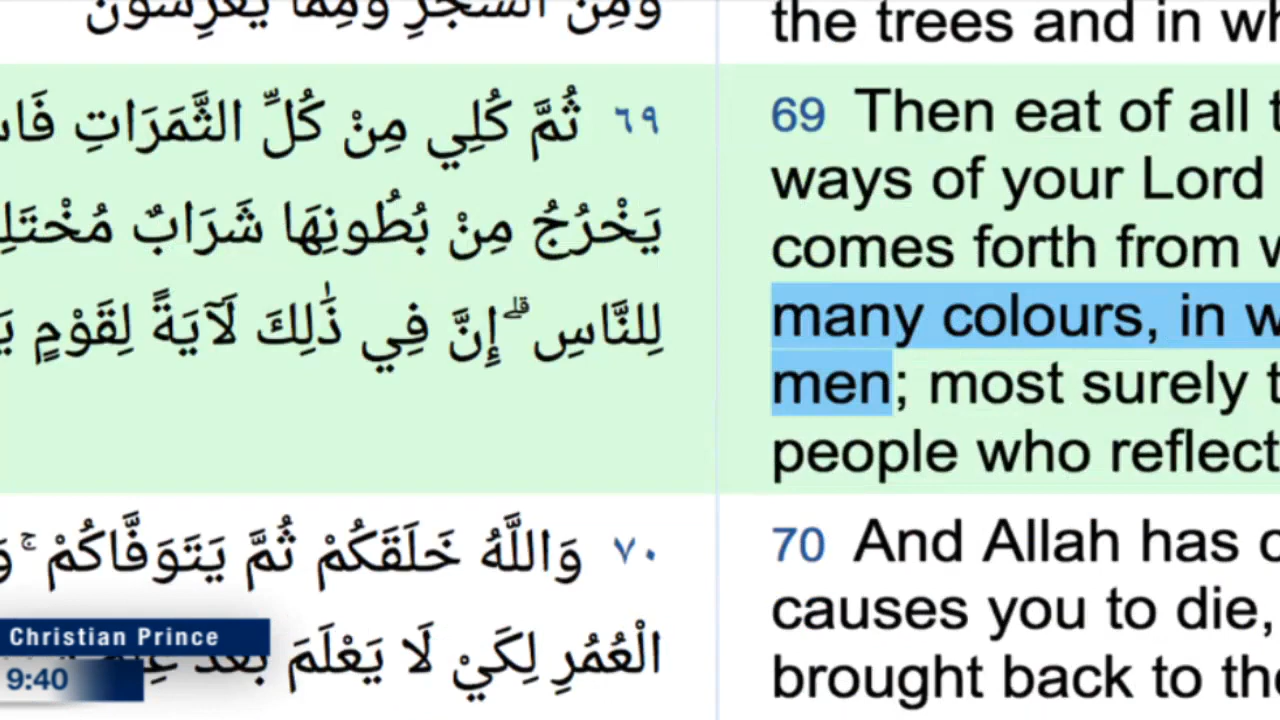 وَمِنَ الشَّجَرِ وَمِمَّا يَعْرِشُونَ
٦٩ ثُمَّ كُلِي مِنْ كُلِّ الثَّمَرَاتِ
يَخْرُجُ مِنْ بُطُونِهَا شَرَابٌ
لِلنَّاسِ ۗ إِنَّ فِي ذَٰلِكَ لَآيَةً لِقَوْمٍ
٧٠ وَاللَّهُ خَلَقَكُمْ ثُمَّ يَتَوَفَّاكُمْ ۚ
الْعُمُرِ لِكَيْ لَا يَعْلَمَ بَعْدَ
the trees and in
69 Then eat of all
ways of your Lord
comes forth from
many colours, in
men; most surely
people who reflect
70 And Allah has
causes you to die,
brought back to
Christian Prince
9:40